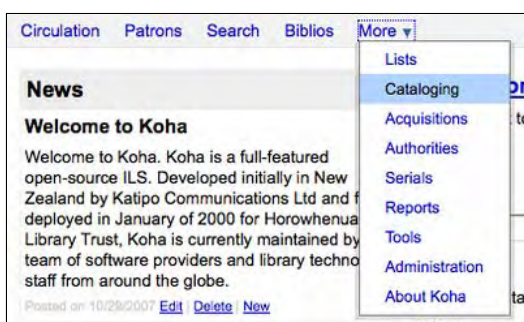 Circulation Patrons Search Biblios More
Lists
Cataloging
Acquisitions
Authorities
Serials
Reports
Tools
Administration
About Koha
News
Welcome to Koha
Welcome to Koha. Koha is a full-featured
open-source ILS. Developed initially in New
Zealand by Katipo Communications Ltd and f
deployed in January of 2000 for Horowhenua
Library Trust, Koha is currently maintained by
team of software providers and library techno
staff from around the globe.
Posted on 10/29/2007 Edit | Delete | New